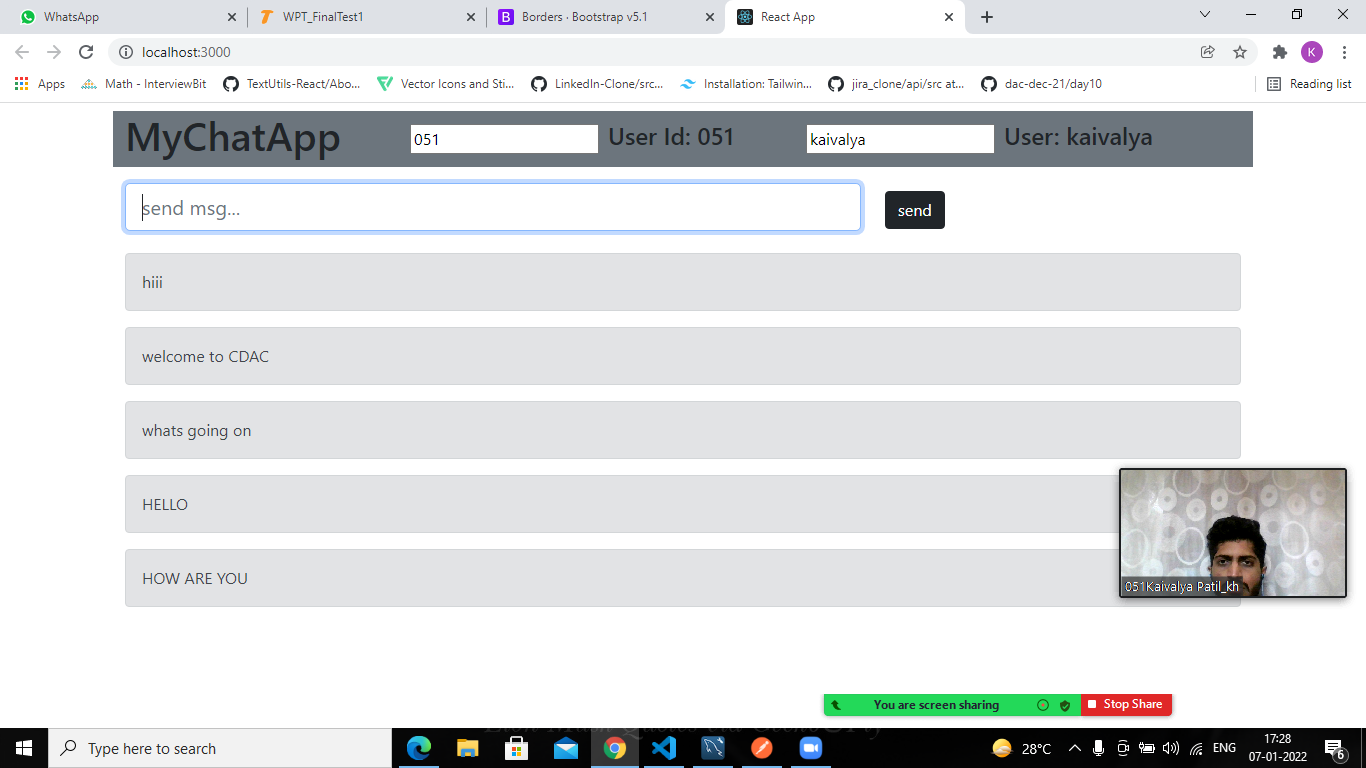 WhatsApp
WPT_FinalTest1
Borders · Bootstrap v5.1
React App
localhost:3000
K
Apps
Math - InterviewBit
TextUtils-React/Abo...
Vector Icons and Sti...
LinkedIn-Clone/src...
Installation: Tailwin...
jira_clone/api/src at...
dac-dec-21/day10
Reading list
MyChatApp
051
User Id: 051
kaivalya
User: kaivalya
send msg...
send
hiii
welcome to CDAC
whats going on
HELLO
HOW ARE YOU
051Kaivalya Patil_kh
You are screen sharing
Stop Share
Type here to search
28°C
ENG
17:28
07-01-2022
6